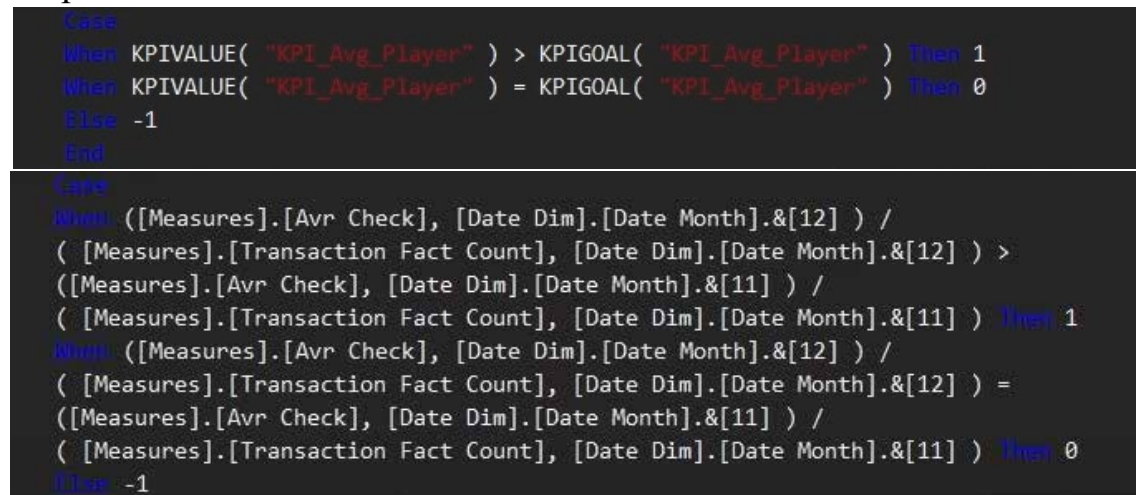 Case
When KPIVALUE( "KPI_Avg_Player" ) > KPIGOAL( "KPI_Avg_Player" ) Then 1
When KPIVALUE( "KPI_Avg_Player" ) = KPIGOAL( "KPI_Avg_Player" ) Then 0
Else -1
End
Case
When ([Measures].[Avr Check], [Date Dim].[Date Month].&[12] ) /
( [Measures].[Transaction Fact Count], [Date Dim].[Date Month].&[12] ) >
([Measures].[Avr Check], [Date Dim].[Date Month].&[11] ) /
( [Measures].[Transaction Fact Count], [Date Dim].[Date Month].&[11] ) Then 1
When ([Measures].[Avr Check], [Date Dim].[Date Month].&[12] ) /
( [Measures].[Transaction Fact Count], [Date Dim].[Date Month].&[12] ) =
([Measures].[Avr Check], [Date Dim].[Date Month].&[11] ) /
( [Measures].[Transaction Fact Count], [Date Dim].[Date Month].&[11] ) Then 0
Else -1